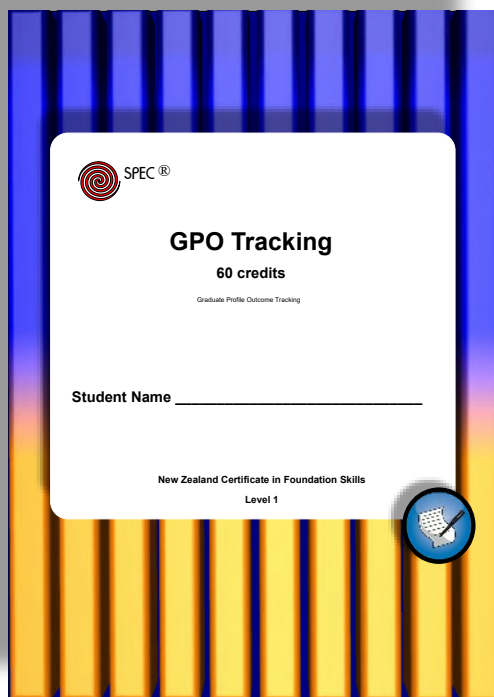 SPEC ®
GPO Tracking
60 credits
Graduate Profile Outcome Tracking
Student Name ________________________________
New Zealand Certificate in Foundation Skills
Level 1